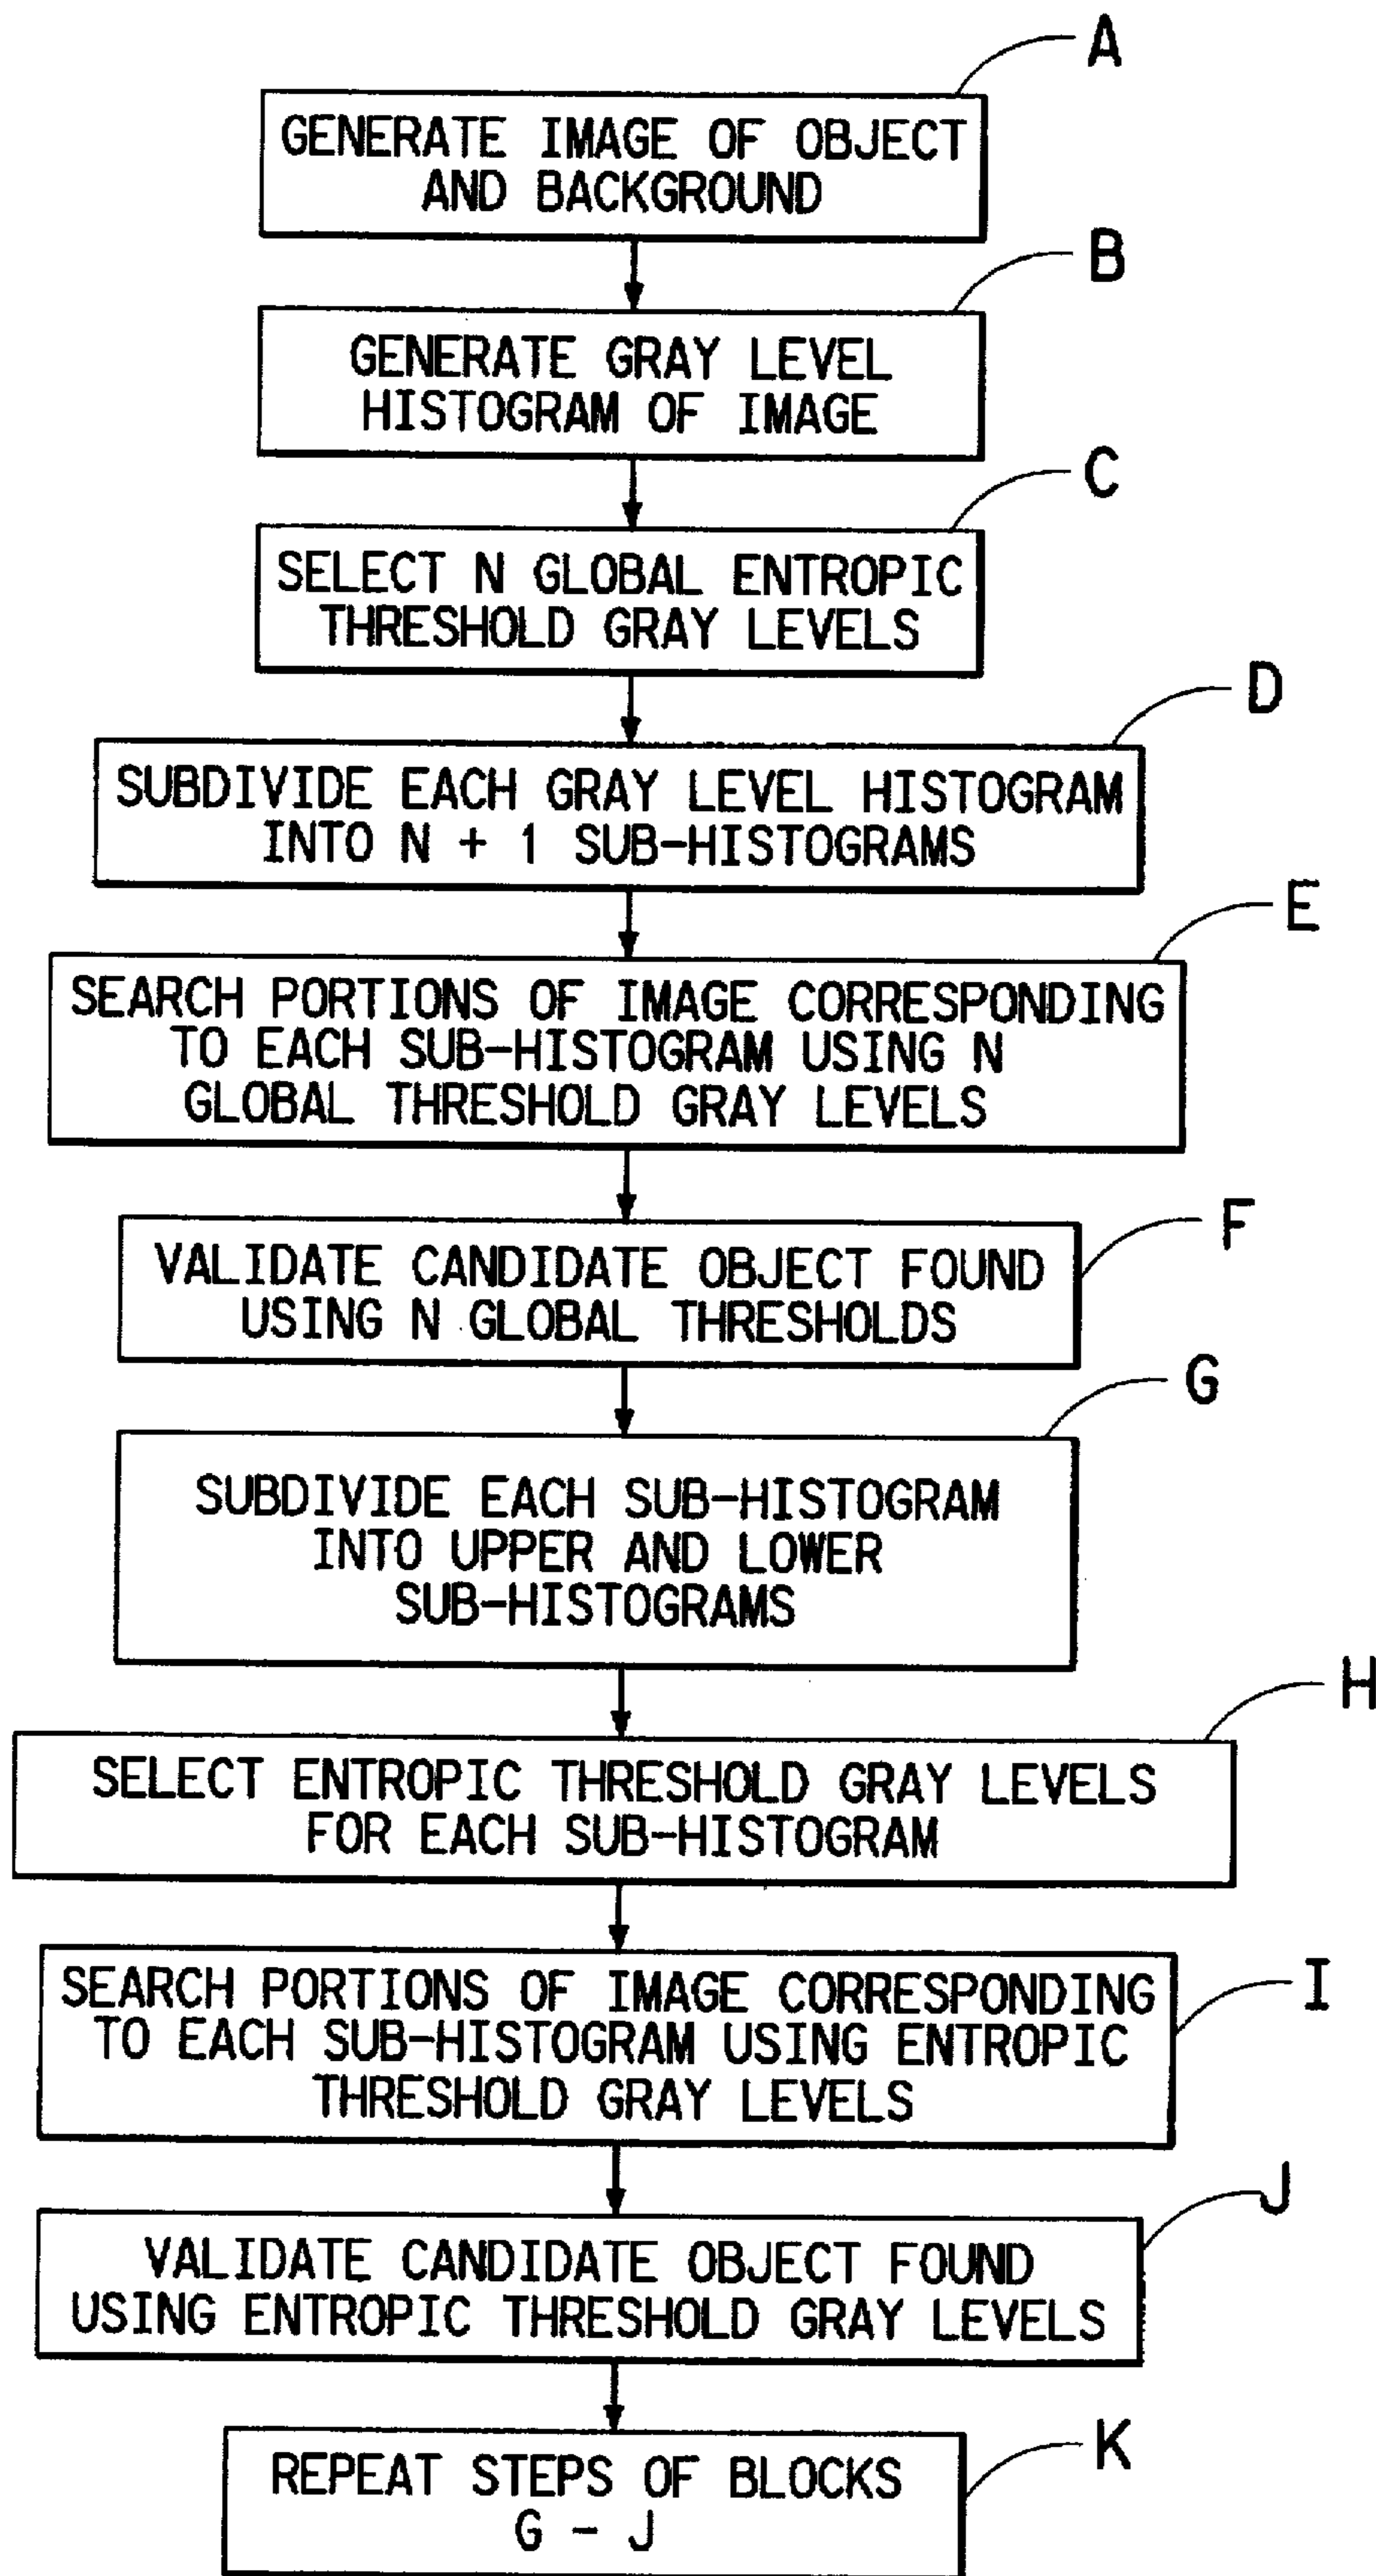 A
GENERATE IMAGE OF OBJECT
AND BACKGROUND
B
GENERATE GRAY LEVEL
HISTOGRAM OF IMAGE
C
SELECT N GLOBAL ENTROPIC
THRESHOLD GRAY LEVELS
D
SUBDIVIDE EACH GRAY LEVEL HISTOGRAM
INTO N + 1 SUB-HISTOGRAMS
E
SEARCH PORTIONS OF IMAGE CORRESPONDING
TO EACH SUB-HISTOGRAM USING N
GLOBAL THRESHOLD GRAY LEVELS
F
VALIDATE CANDIDATE OBJECT FOUND
USING N GLOBAL THRESHOLDS
G
SUBDIVIDE EACH SUB-HISTOGRAM
INTO UPPER AND LOWER
SUB-HISTOGRAMS
H
SELECT ENTROPIC THRESHOLD GRAY LEVELS
FOR EACH SUB-HISTOGRAM
I
SEARCH PORTIONS OF IMAGE CORRESPONDING
TO EACH SUB-HISTOGRAM USING ENTROPIC
THRESHOLD GRAY LEVELS
J
VALIDATE CANDIDATE OBJECT FOUND
USING ENTROPIC THRESHOLD GRAY LEVELS
K
REPEAT STEPS OF BLOCKS
G - J